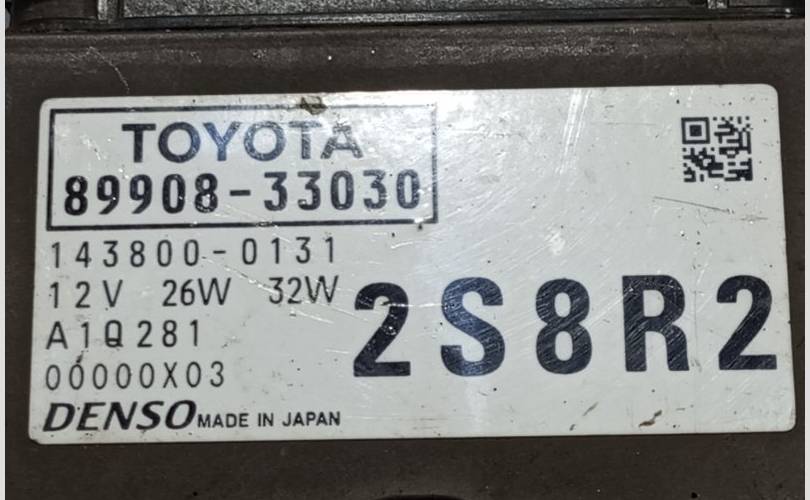 TOYOTA
89908-33030
143800-0131
12V 26W 32W
A1Q281
00000X03
2S8R2
DENSO MADE IN JAPAN